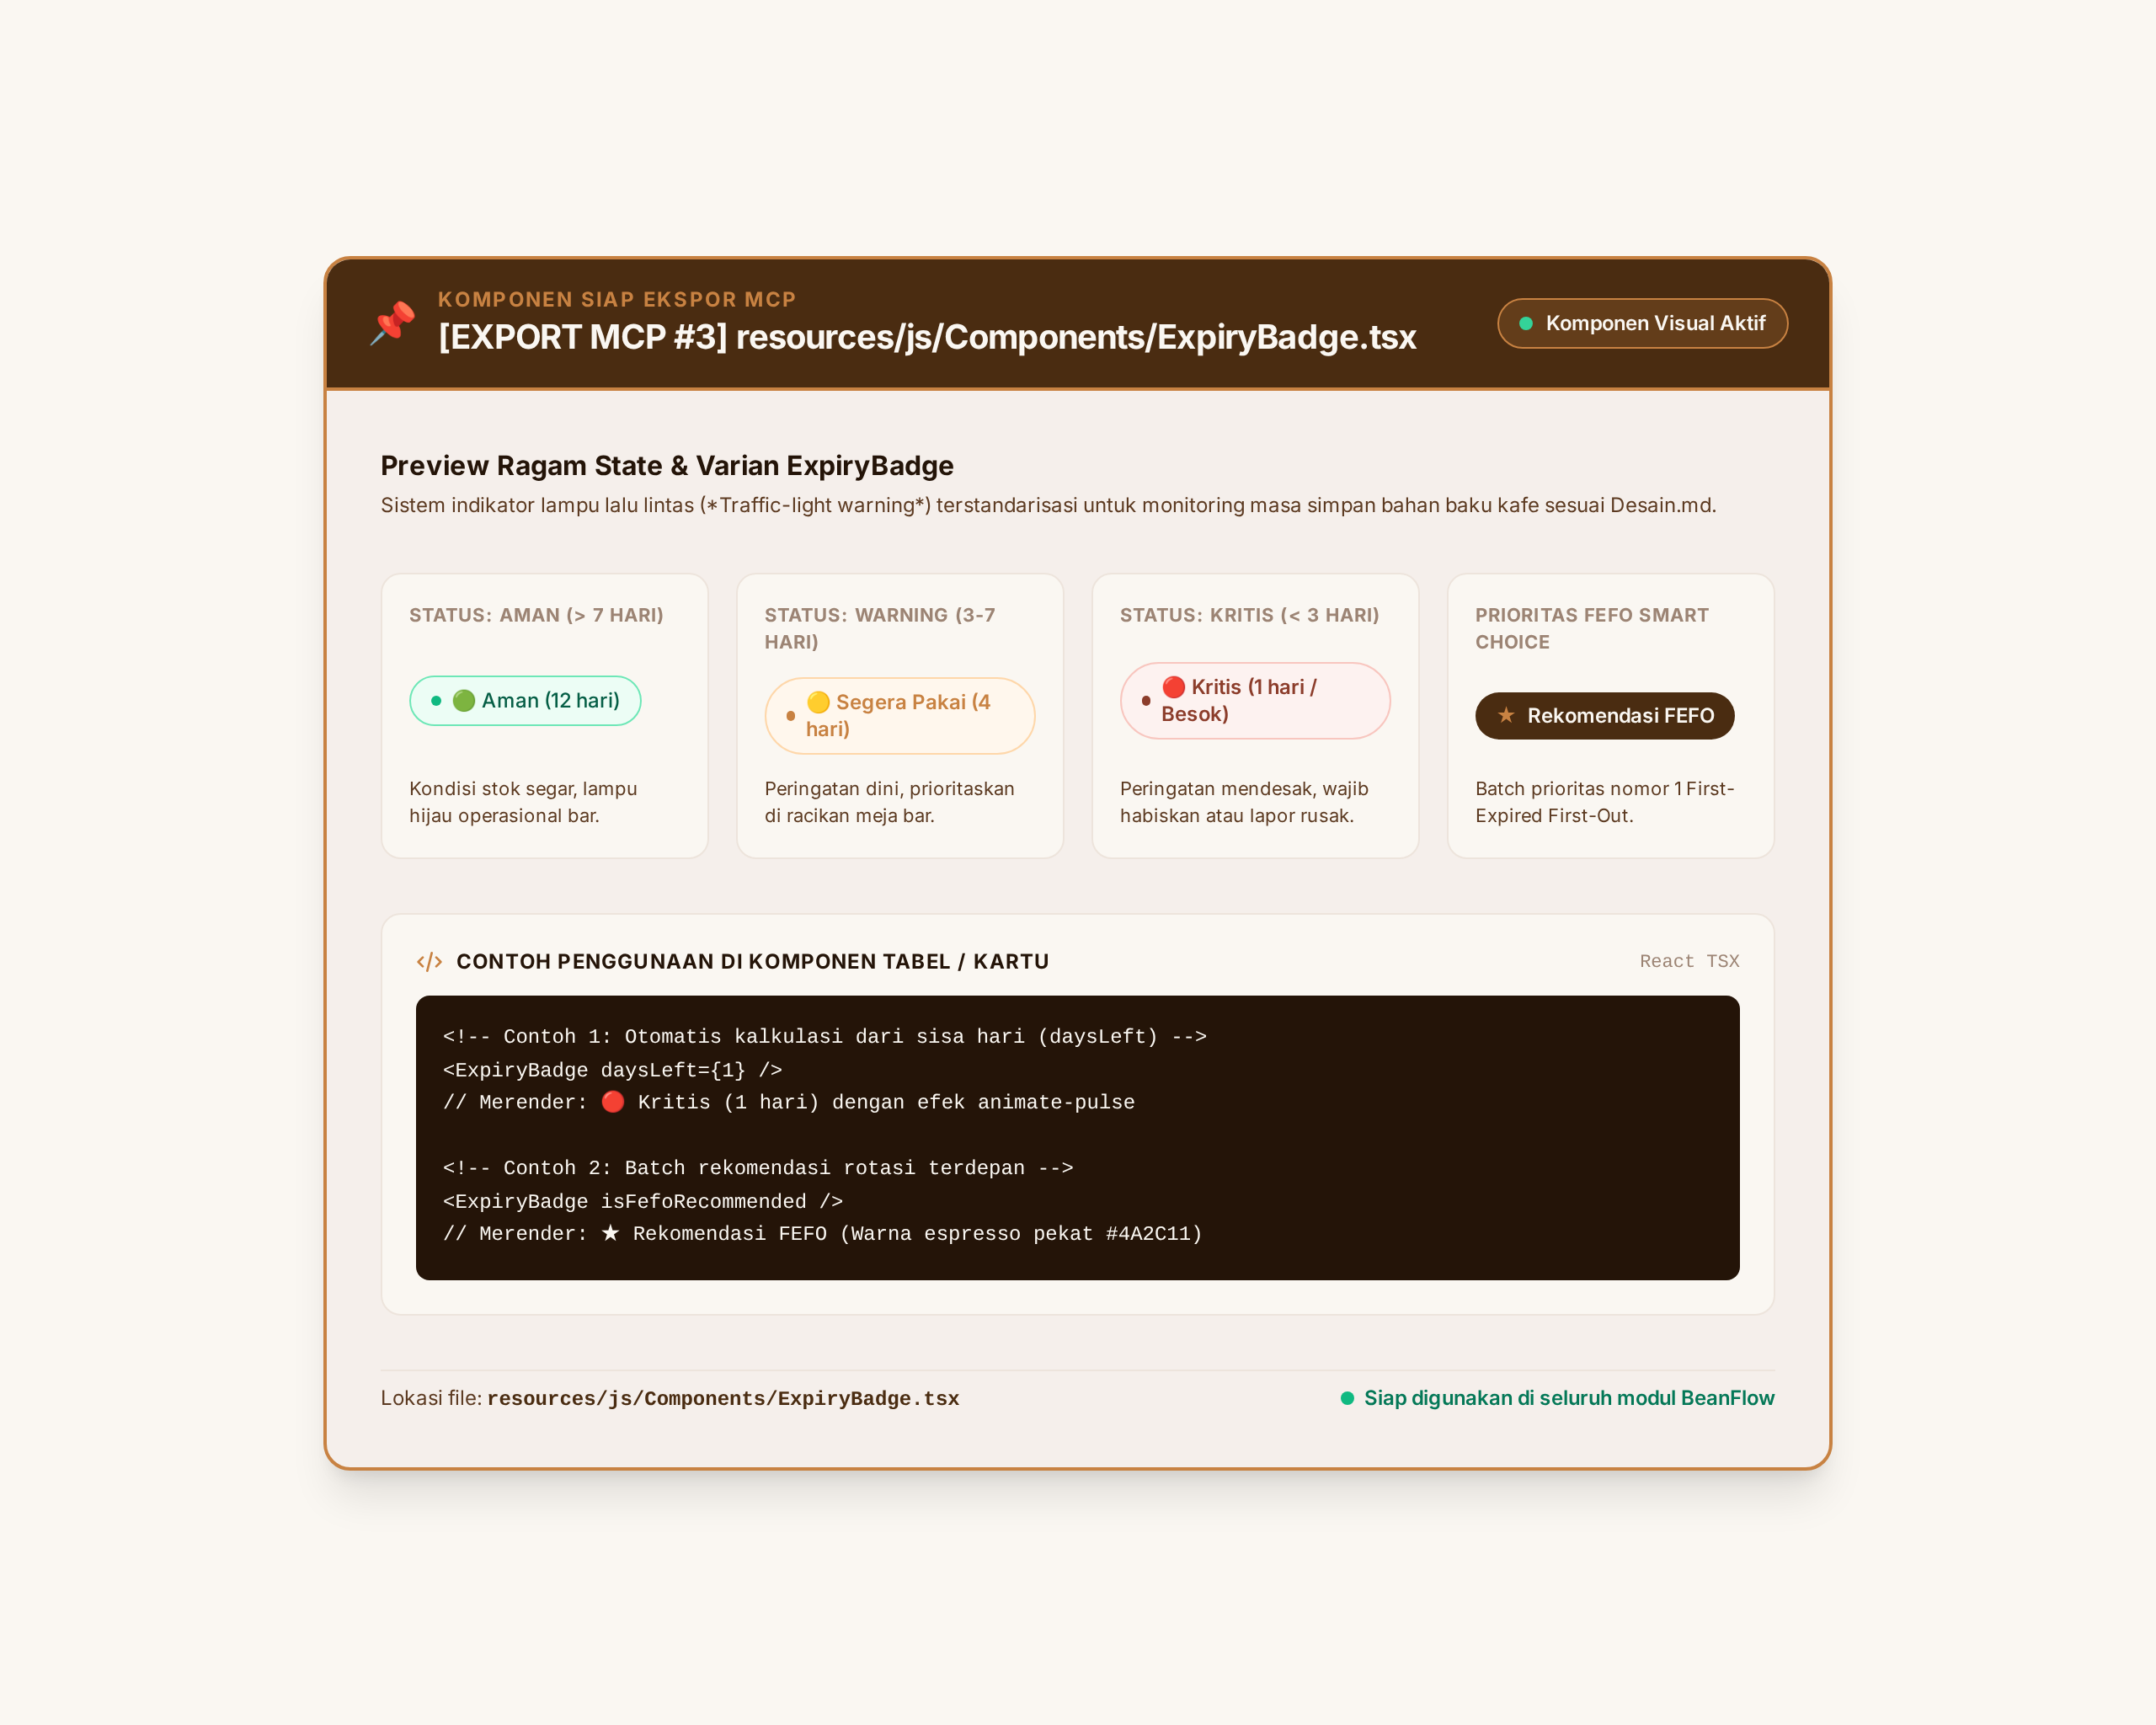 KOMPONEN SIAP EKSPOR MCP
📌 [EXPORT MCP #3] resources/js/Components/ExpiryBadge.tsx
Komponen Visual Aktif
Preview Ragam State & Varian ExpiryBadge
Sistem indikator lampu lalu lintas (*Traffic-light warning*) terstandarisasi untuk monitoring masa simpan bahan baku kafe sesuai Desain.md.
STATUS: AMAN (> 7 HARI)
🟢 Aman (12 hari)
Kondisi stok segar, lampu
hijau operasional bar.
STATUS: WARNING (3-7
HARI)
🟡 Segera Pakai (4
hari)
Peringatan dini, prioritaskan
di racikan meja bar.
STATUS: KRITIS (< 3 HARI)
🔴 Kritis (1 hari /
Besok)
Peringatan mendesak, wajib
habiskan atau lapor rusak.
PRIORITAS FEFO SMART
CHOICE
★ Rekomendasi FEFO
Batch prioritas nomor 1 First-
Expired First-Out.
</> CONTOH PENGGUNAAN DI KOMPONEN TABEL / KARTU
React TSX
<!-- Contoh 1: Otomatis kalkulasi dari sisa hari (daysLeft) -->
<ExpiryBadge daysLeft={1} />
// Merender: 🔴 Kritis (1 hari) dengan efek animate-pulse
<!-- Contoh 2: Batch rekomendasi rotasi terdepan -->
<ExpiryBadge isFefoRecommended />
// Merender: ★ Rekomendasi FEFO (Warna espresso pekat #4A2C11)
Lokasi file: resources/js/Components/ExpiryBadge.tsx
Siap digunakan di seluruh modul BeanFlow